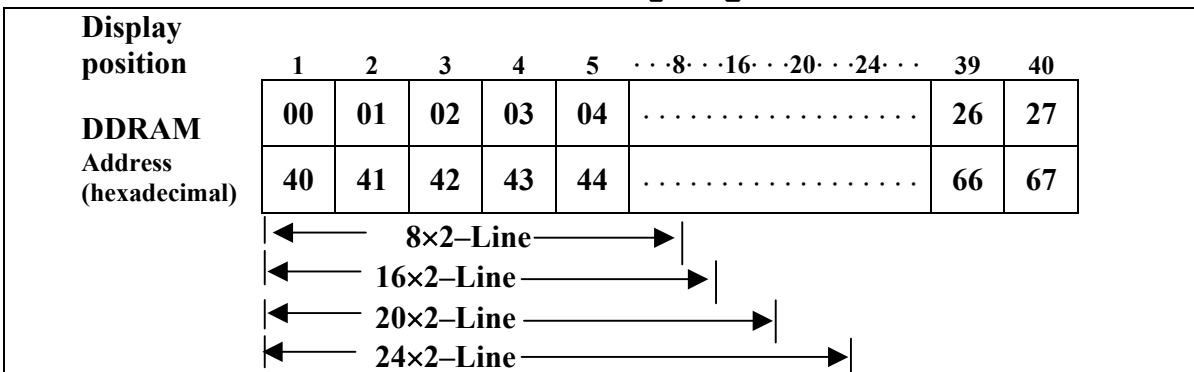 Display
position 1 2 3 4 5 · · ·8· · ·16· · ·20· · ·24· · · 39 40
DDRAM
Address
(hexadecimal)
00 01 02 03 04 . . . . . . . . . . . . . . . . . . 26 27
40 41 42 43 44 . . . . . . . . . . . . . . . . . . 66 67
8×2–Line
16×2–Line
20×2–Line
24×2–Line